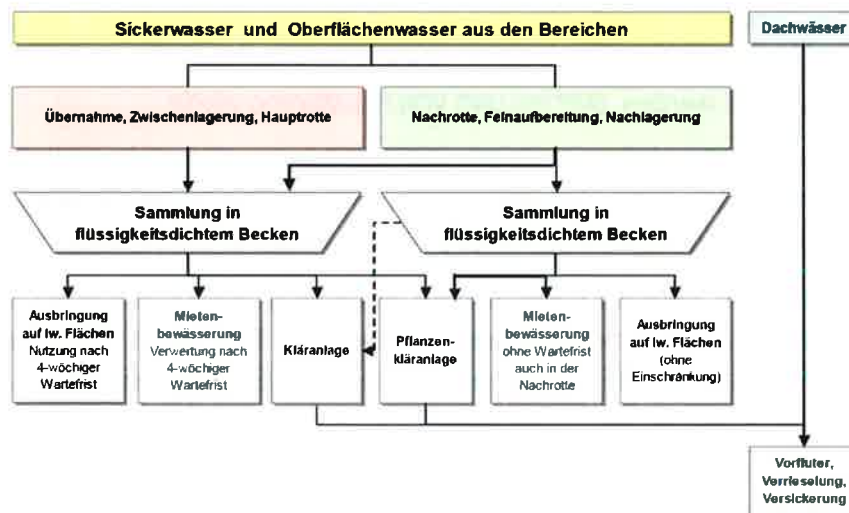 Sickerwasser und Oberflächenwasser aus den Bereichen
Dachwässer
Übernahme, Zwischenlagerung, Hauptrotte
Nachrotte, Feinaufbereitung, Nachlagerung
Sammlung in
flüssigkeitsdichtem Becken
Sammlung in
flüssigkeitsdichtem Becken
Ausbringung
auf lw. Flächen
Nutzung nach
4-wöchiger
Wartefrist
Mieten-
bewässerung
Verwertung nach
4-wöchiger
Wartefrist
Kläranlage
Pflanzen-
kläranlage
Mieten-
bewässerung
ohne Wartefrist
auch in der
Nachrotte
Ausbringung
auf lw. Flächen
(ohne
Einschränkung)
Vorfluter,
Verrieselung,
Versickerung